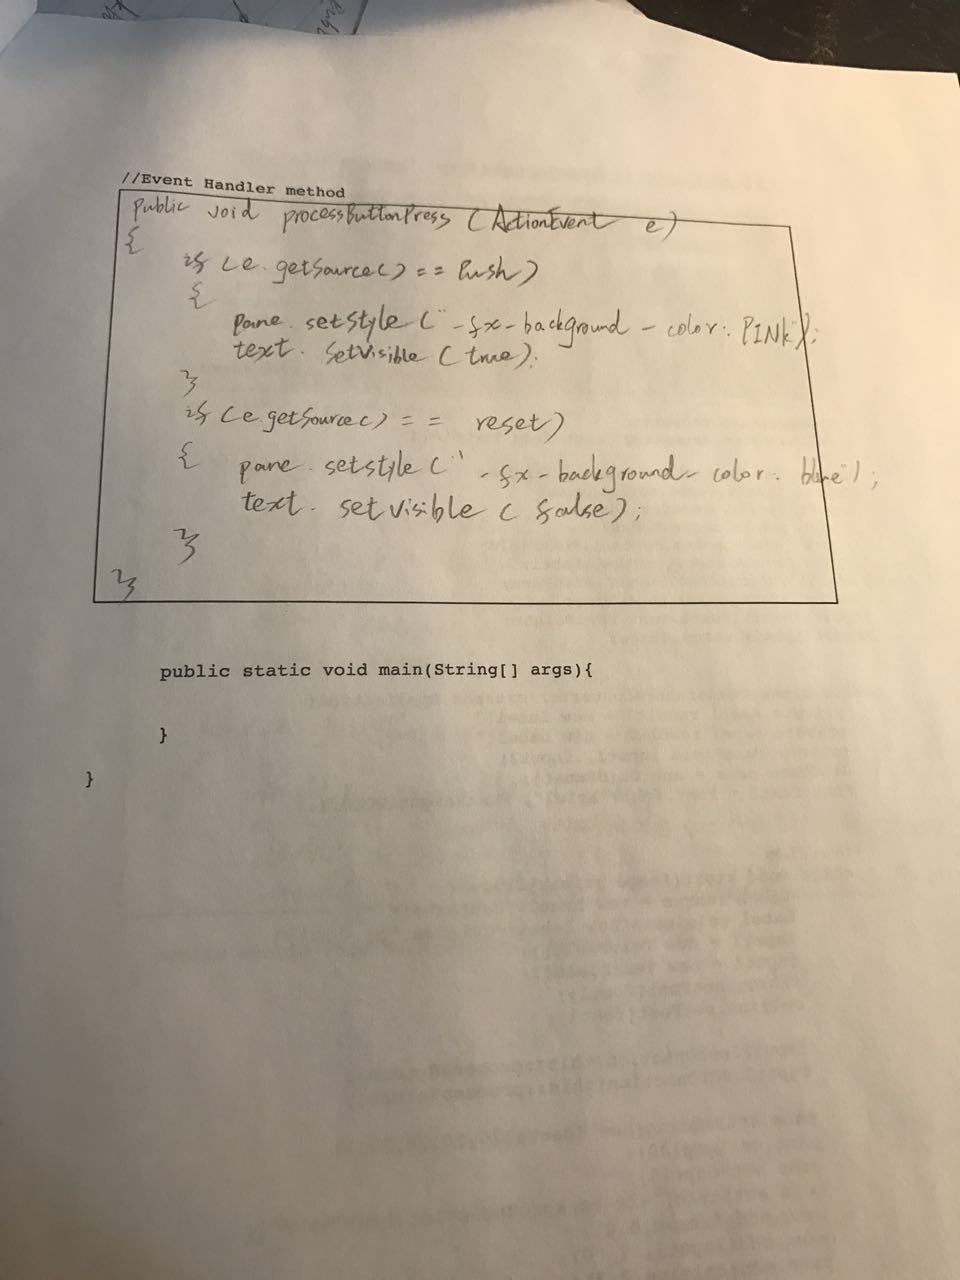 //Event Handler method
public void processButtonPress (ActionEvent e)
{
if (e.getSource() == Push)
{
pane.setStyle("-fx-background-color: PINK");
text.setVisible(true);
}
if (e.getSource() == reset)
{ pane.setstyle("-fx-background-color: blue");
text.setVisible(false);
}
}
public static void main(String[] args){
}
}